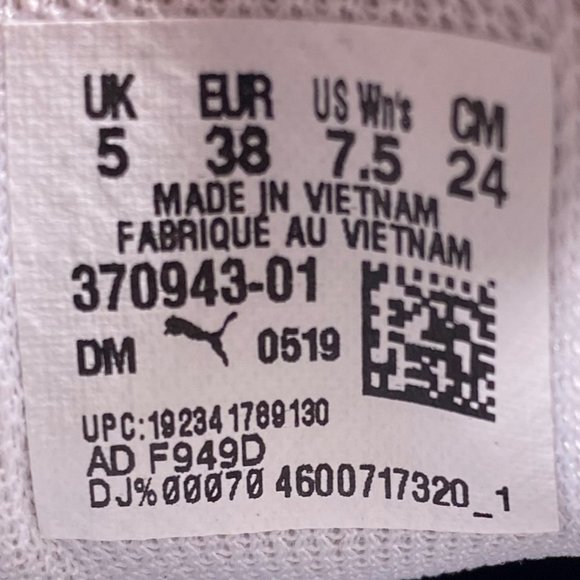 UK EUR US Wn's CM
5 38 7.5 24
MADE IN VIETNAM
FABRIQUE AU VIETNAM
370943-01
DM 0519
UPC:192341789130
AD F949D
DJ%00070 4600717320_1